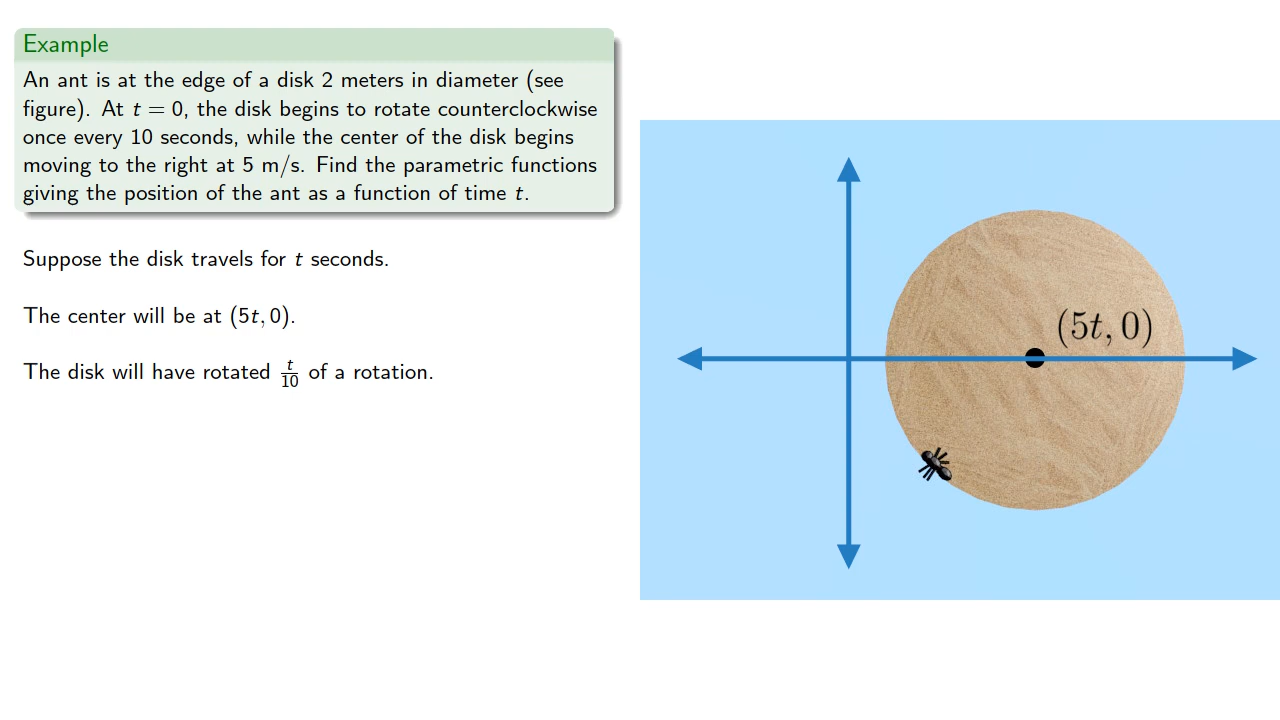 Example
An ant is at the edge of a disk 2 meters in diameter (see
figure). At t = 0, the disk begins to rotate counterclockwise
once every 10 seconds, while the center of the disk begins
moving to the right at 5 m/s. Find the parametric functions
giving the position of the ant as a function of time t.
Suppose the disk travels for t seconds.
The center will be at (5t, 0).
The disk will have rotated t/10 of a rotation.
(5t, 0)